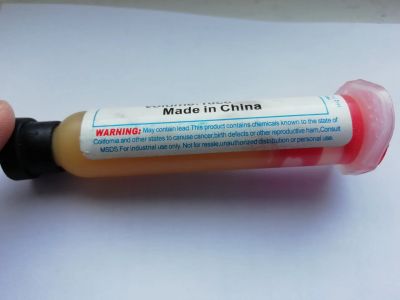 Made in China
WARNING: May contain lead.This product contains chemicals known to the state of
California and other states to canuse cancer,birth defects or other reproductive harm,Consult
MSDS.For industrial use only. Not for resale,unauthorized distribution or personal use.